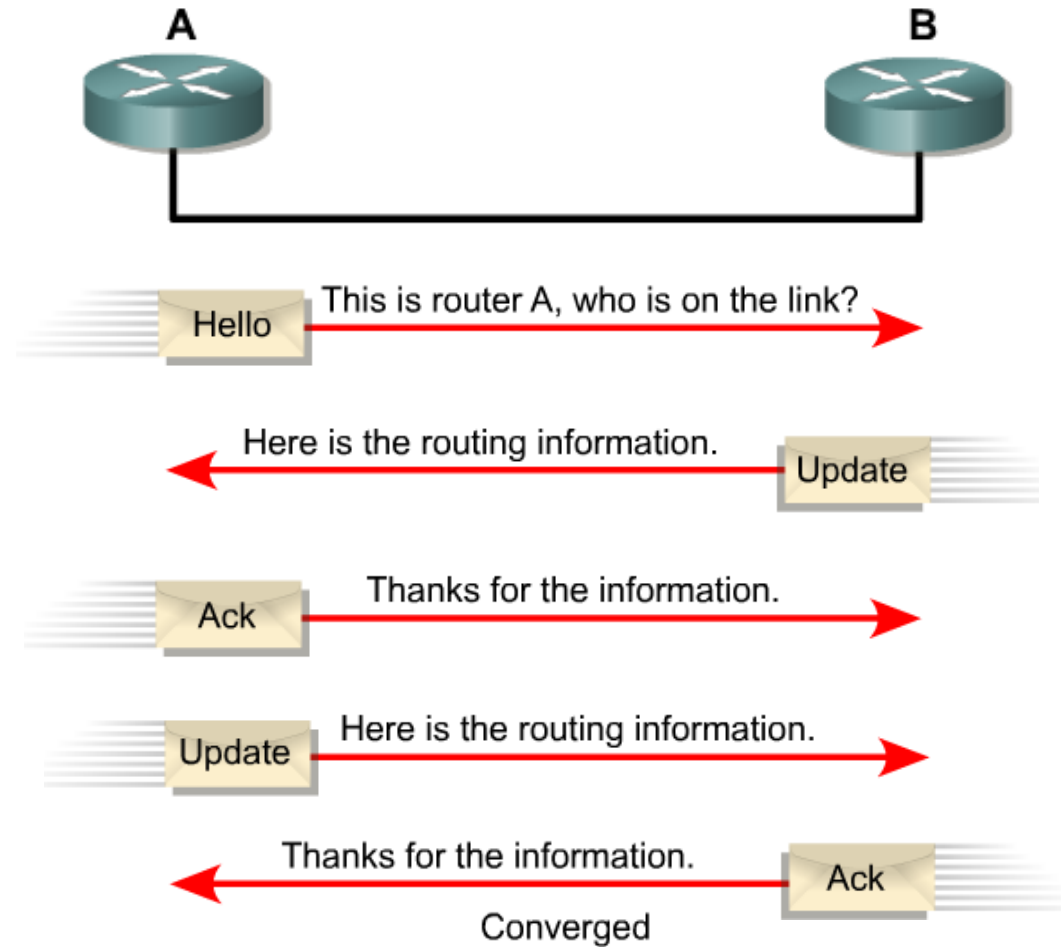 A B
Hello This is router A, who is on the link?
Here is the routing information. Update
Ack Thanks for the information.
Update Here is the routing information.
Thanks for the information. Ack
Converged